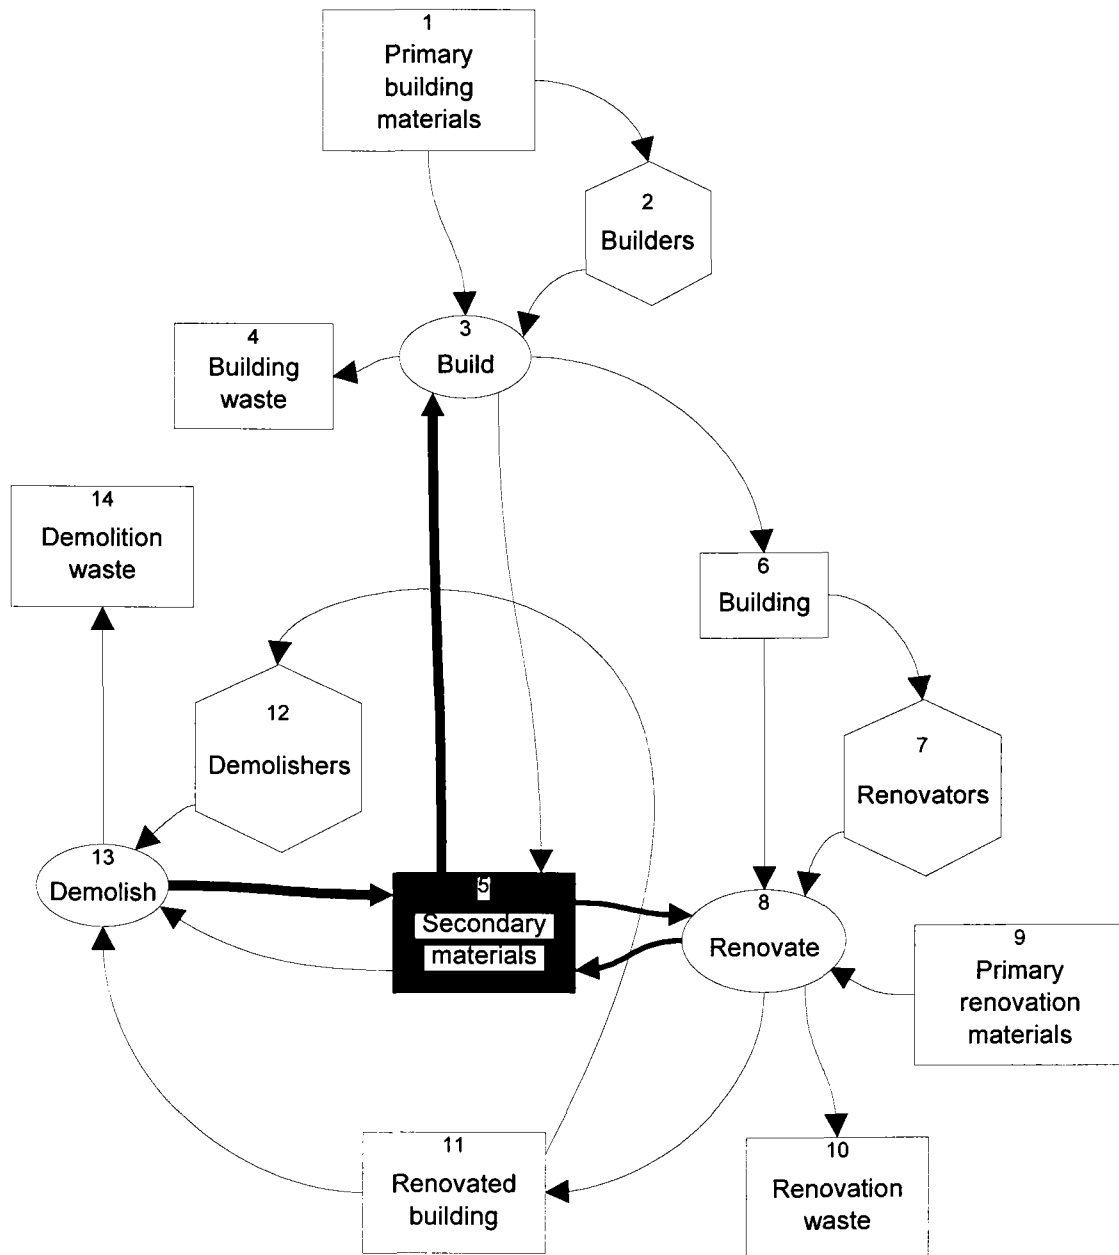 1
Primary
building
materials
2
Builders
3
Build
4
Building
waste
14
Demolition
waste
6
Building
12
Demolishers
7
Renovators
13
Demolish
5
Secondary
materials
8
Renovate
9
Primary
renovation
materials
11
Renovated
building
10
Renovation
waste